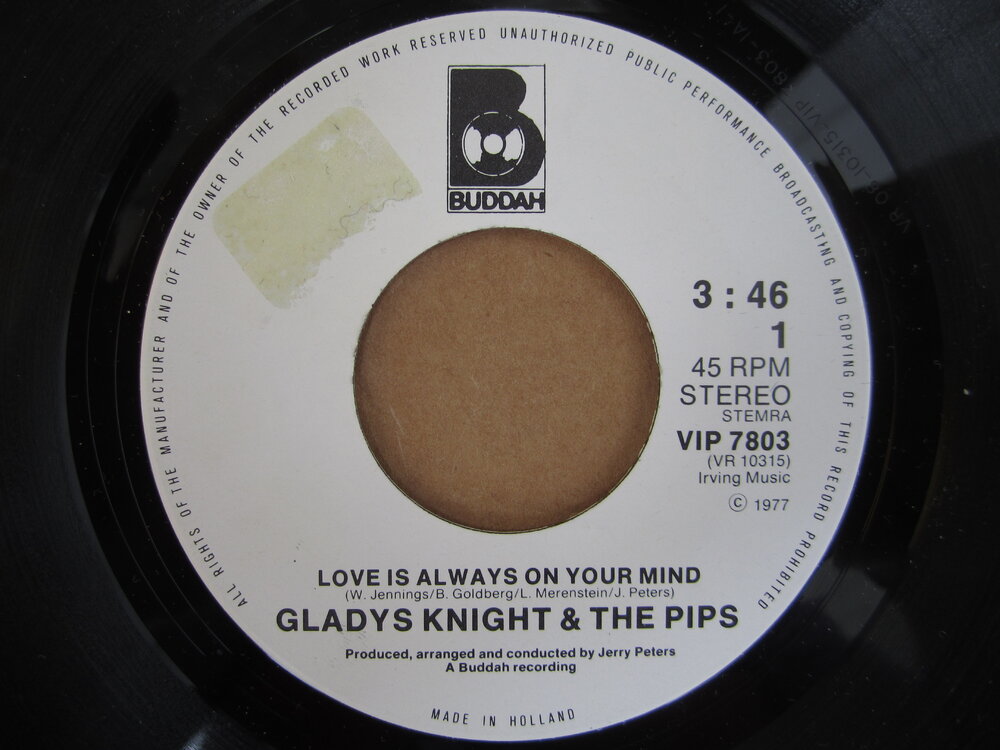 ALL RIGHTS OF THE MANUFACTURER AND OF THE OWNER OF THE RECORDED WORK RESERVED UNAUTHORIZED PUBLIC PERFORMANCE BROADCASTING AND COPYING OF THIS RECORD PROHIBITED
BUDDAH
3 : 46
1
45 RPM
STEREO
STEMRA
VIP 7803
(VR 10315)
Irving Music
© 1977
LOVE IS ALWAYS ON YOUR MIND
(W. Jennings/B. Goldberg/L. Merenstein/J. Peters)
GLADYS KNIGHT & THE PIPS
Produced, arranged and conducted by Jerry Peters
A Buddah recording
MADE IN HOLLAND